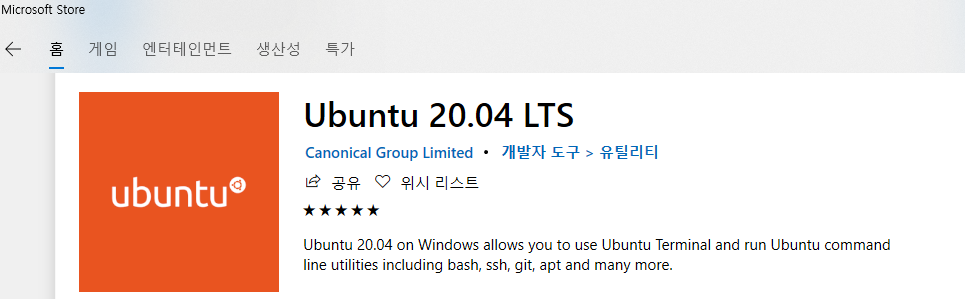 Microsoft Store
홈 게임 엔터테인먼트 생산성 특가
ubuntu
Ubuntu 20.04 LTS
Canonical Group Limited • 개발자 도구 > 유틸리티
공유 위시 리스트
Ubuntu 20.04 on Windows allows you to use Ubuntu Terminal and run Ubuntu command
line utilities including bash, ssh, git, apt and many more.